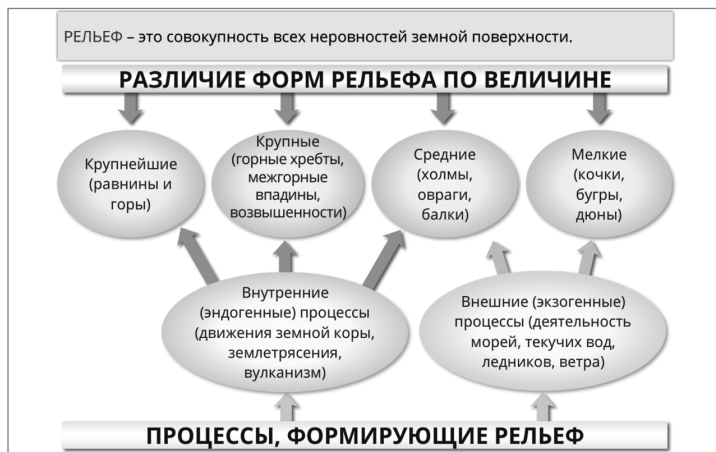 РЕЛЬЕФ – это совокупность всех неровностей земной поверхности.
РАЗЛИЧИЕ ФОРМ РЕЛЬЕФА ПО ВЕЛИЧИНЕ
Крупнейшие
(равнины и
горы)
Крупные
(горные хребты,
межгорные
впадины,
возвышенности)
Средние
(холмы,
овраги,
балки)
Мелкие
(кочки,
бугры,
дюны)
Внутренние
(эндогенные) процессы
(движения земной коры,
землетрясения,
вулканизм)
Внешние (экзогенные)
процессы (деятельность
морей, текучих вод,
ледников, ветра)
ПРОЦЕССЫ, ФОРМИРУЮЩИЕ РЕЛЬЕФ